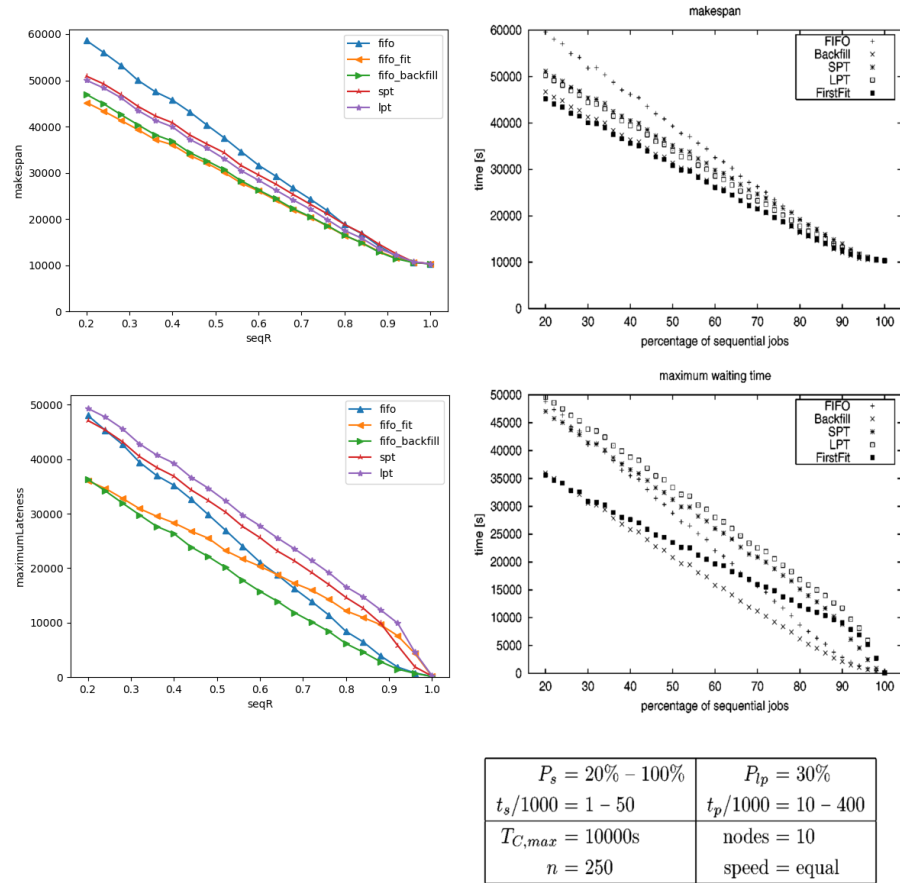 makespan
60000
50000
40000
30000
20000
10000
0
makespan
0.2 0.3 0.4 0.5 0.6 0.7 0.8 0.9 1.0
seqR
fifo
fifo_fit
fifo_backfill
spt
lpt
makespan
60000
50000
40000
30000
20000
10000
0
time [s]
20 30 40 50 60 70 80 90 100
percentage of sequential jobs
FIFO
Backfill
SPT
LPT
FirstFit
50000
40000
30000
20000
10000
0
maximumLateness
0.2 0.3 0.4 0.5 0.6 0.7 0.8 0.9 1.0
seqR
fifo
fifo_fit
fifo_backfill
spt
lpt
maximum waiting time
50000
45000
40000
35000
30000
25000
20000
15000
10000
5000
0
time [s]
20 30 40 50 60 70 80 90 100
percentage of sequential jobs
FIFO
Backfill
SPT
LPT
FirstFit
P_s = 20% – 100% P_lp = 30%
t_s/1000 = 1 – 50 t_p/1000 = 10 – 400
T_C,max = 10000s nodes = 10
n = 250 speed = equal